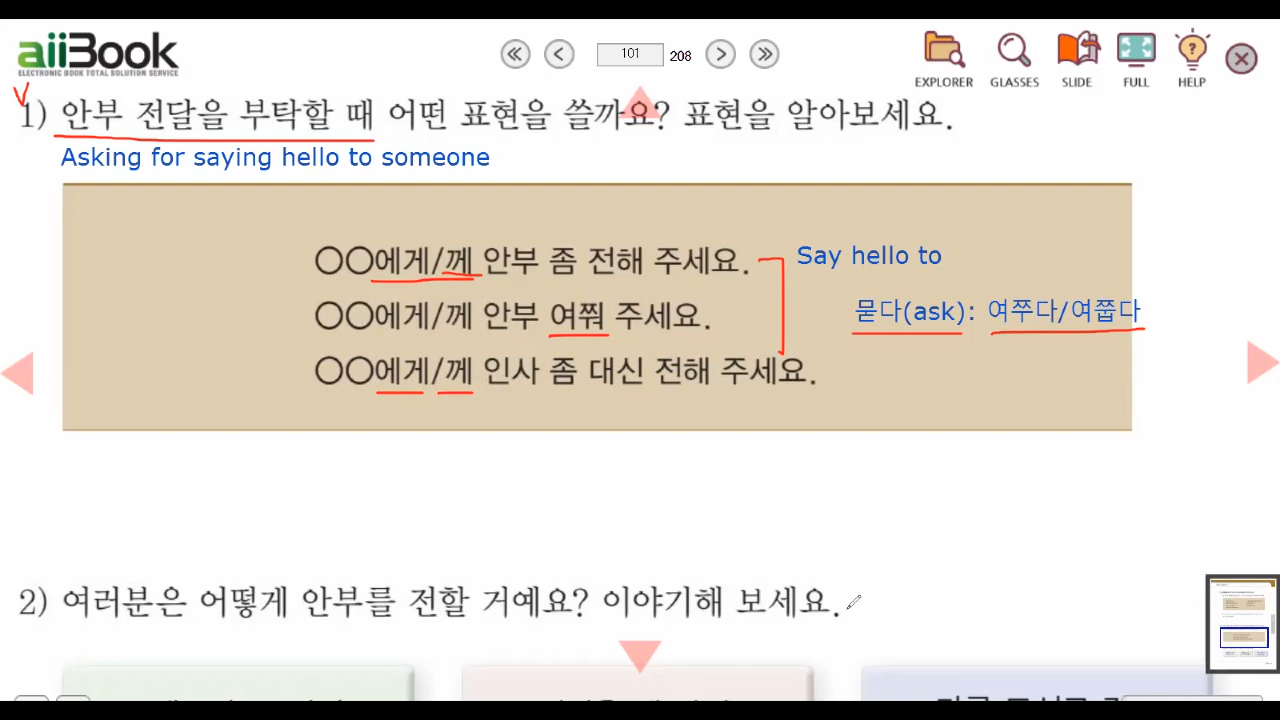 aiiBook
ELECTRONIC BOOK TOTAL SOLUTION SERVICE
101 208
EXPLORER GLASSES SLIDE FULL HELP
1) 안부 전달을 부탁할 때 어떤 표현을 쓸까요? 표현을 알아보세요.
Asking for saying hello to someone
○○에게/께 안부 좀 전해 주세요.
Say hello to
○○에게/께 안부 여쭤 주세요.
묻다(ask): 여쭈다/여쭙다
○○에게/께 인사 좀 대신 전해 주세요.
2) 여러분은 어떻게 안부를 전할 거예요? 이야기해 보세요.